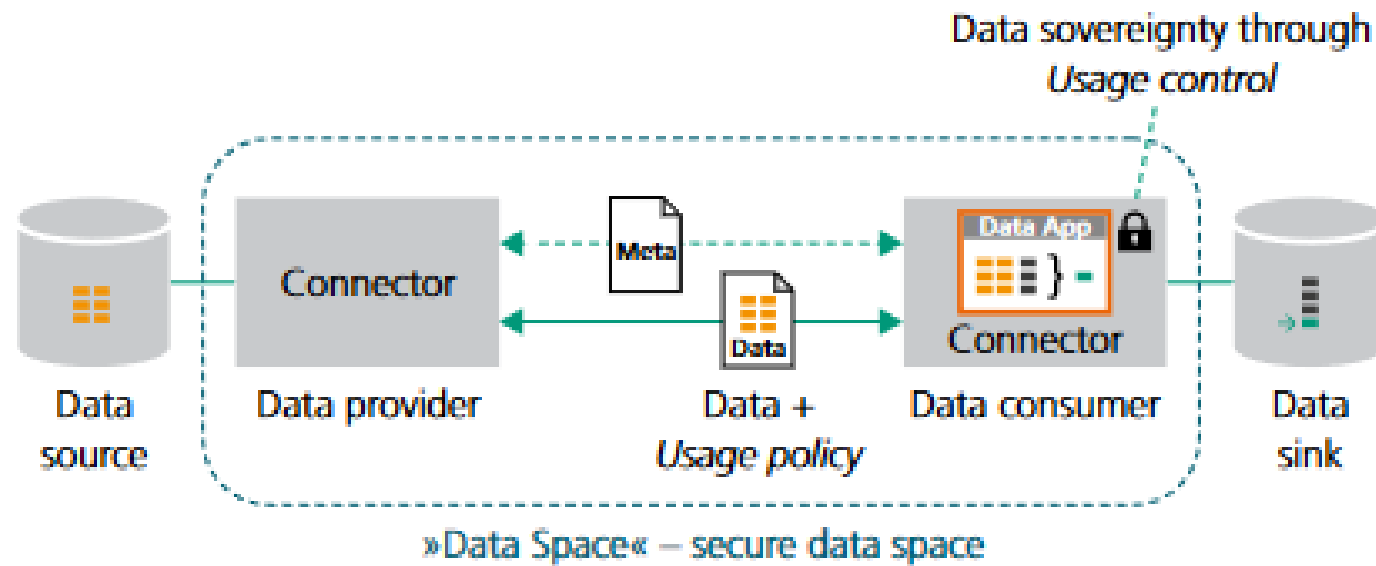 Data sovereignty through
Usage control
Meta
Data App
Connector
Data
Connector
Data
source
Data provider
Data +
Usage policy
Data consumer
Data
sink
»Data Space« – secure data space